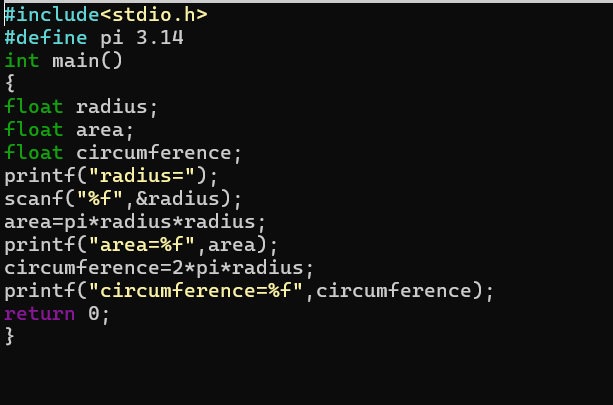 #include<stdio.h>
#define pi 3.14
int main()
{
float radius;
float area;
float circumference;
printf("radius=");
scanf("%f",&radius);
area=pi*radius*radius;
printf("area=%f",area);
circumference=2*pi*radius;
printf("circumference=%f",circumference);
return 0;
}